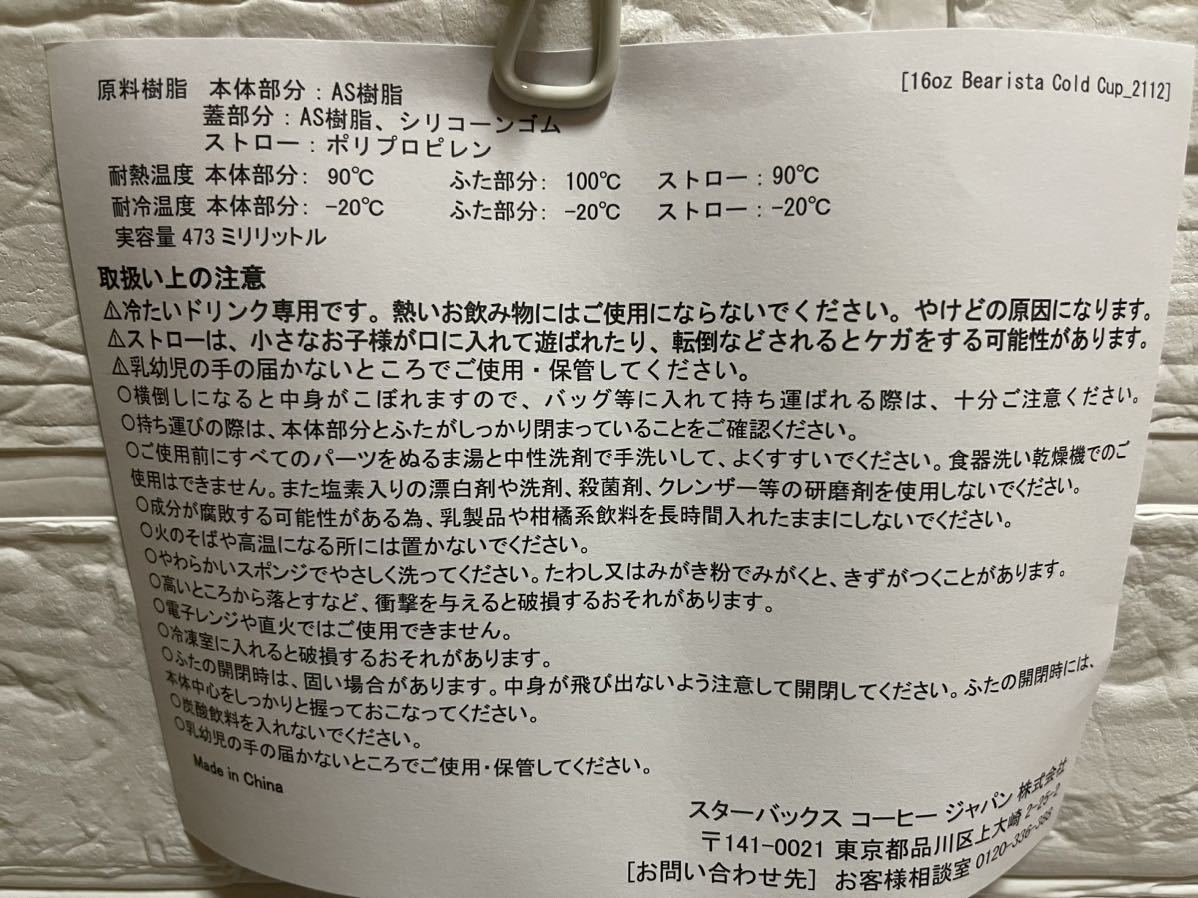 [16oz Bearista Cold Cup_2112]
原料樹脂 本体部分：AS樹脂
蓋部分：AS樹脂、シリコーンゴム
ストロー：ポリプロピレン
耐熱温度 本体部分： 90℃ ふた部分： 100℃ ストロー：90℃
耐冷温度 本体部分： -20℃ ふた部分： -20℃ ストロー：-20℃
実容量 473 ミリリットル
取扱い上の注意
⚠冷たいドリンク専用です。熱いお飲み物にはご使用にならないでください。やけどの原因になります。
⚠ストローは、小さなお子様が口に入れて遊ばれたり、転倒などされるとケガをする可能性があります。
⚠乳幼児の手の届かないところでご使用・保管してください。
○横倒しになると中身がこぼれますので、バッグ等に入れて持ち運ばれる際は、十分ご注意ください。
○持ち運びの際は、本体部分とふたがしっかり閉まっていることをご確認ください。
○ご使用前にすべてのパーツをぬるま湯と中性洗剤で手洗いして、よくすすいでください。食器洗い乾燥機でのご
使用はできません。また塩素入りの漂白剤や洗剤、殺菌剤、クレンザー等の研磨剤を使用しないでください。
○成分が腐敗する可能性がある為、乳製品や柑橘系飲料を長時間入れたままにしないでください。
○火のそばや高温になる所には置かないでください。
○やわらかいスポンジでやさしく洗ってください。たわし又はみがき粉でみがくと、きずがつくことがあります。
○高いところから落とすなど、衝撃を与えると破損するおそれがあります。
○電子レンジや直火ではご使用できません。
○冷凍室に入れると破損するおそれがあります。
○ふたの開閉時は、固い場合があります。中身が飛び出ないよう注意して開閉してください。ふたの開閉時には、
本体中心をしっかりと握っておこなってください。
○炭酸飲料を入れないでください。
○乳幼児の手の届かないところでご使用・保管してください。
Made in China
スターバックス コーヒー ジャパン 株式会社
〒141-0021 東京都品川区上大崎 2-25-2
[お問い合わせ先] お客様相談室 0120-336-388